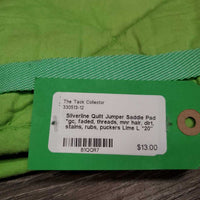 The Tack Collector
330513-12
Silverline Quilt Jumper Saddle Pad
*gc, faded, threads, mnr hair, dirt,
stains, rubs, puckers Lime L "20"
81QQR7
$13.00